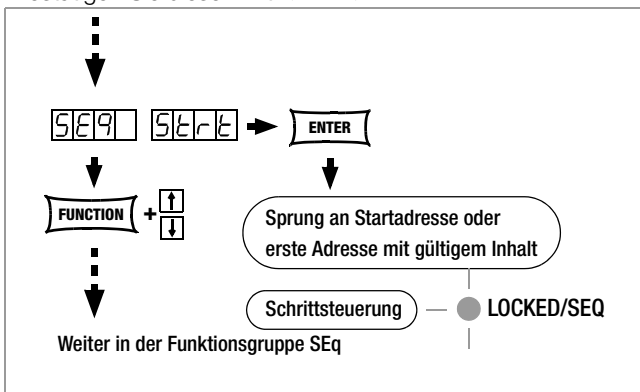 SEq Strt ENTER
FUNCTION + ↑
↓
Sprung an Startadresse oder
erste Adresse mit gültigem Inhalt
Schrittsteuerung LOCKED/SEQ
Weiter in der Funktionsgruppe SEq